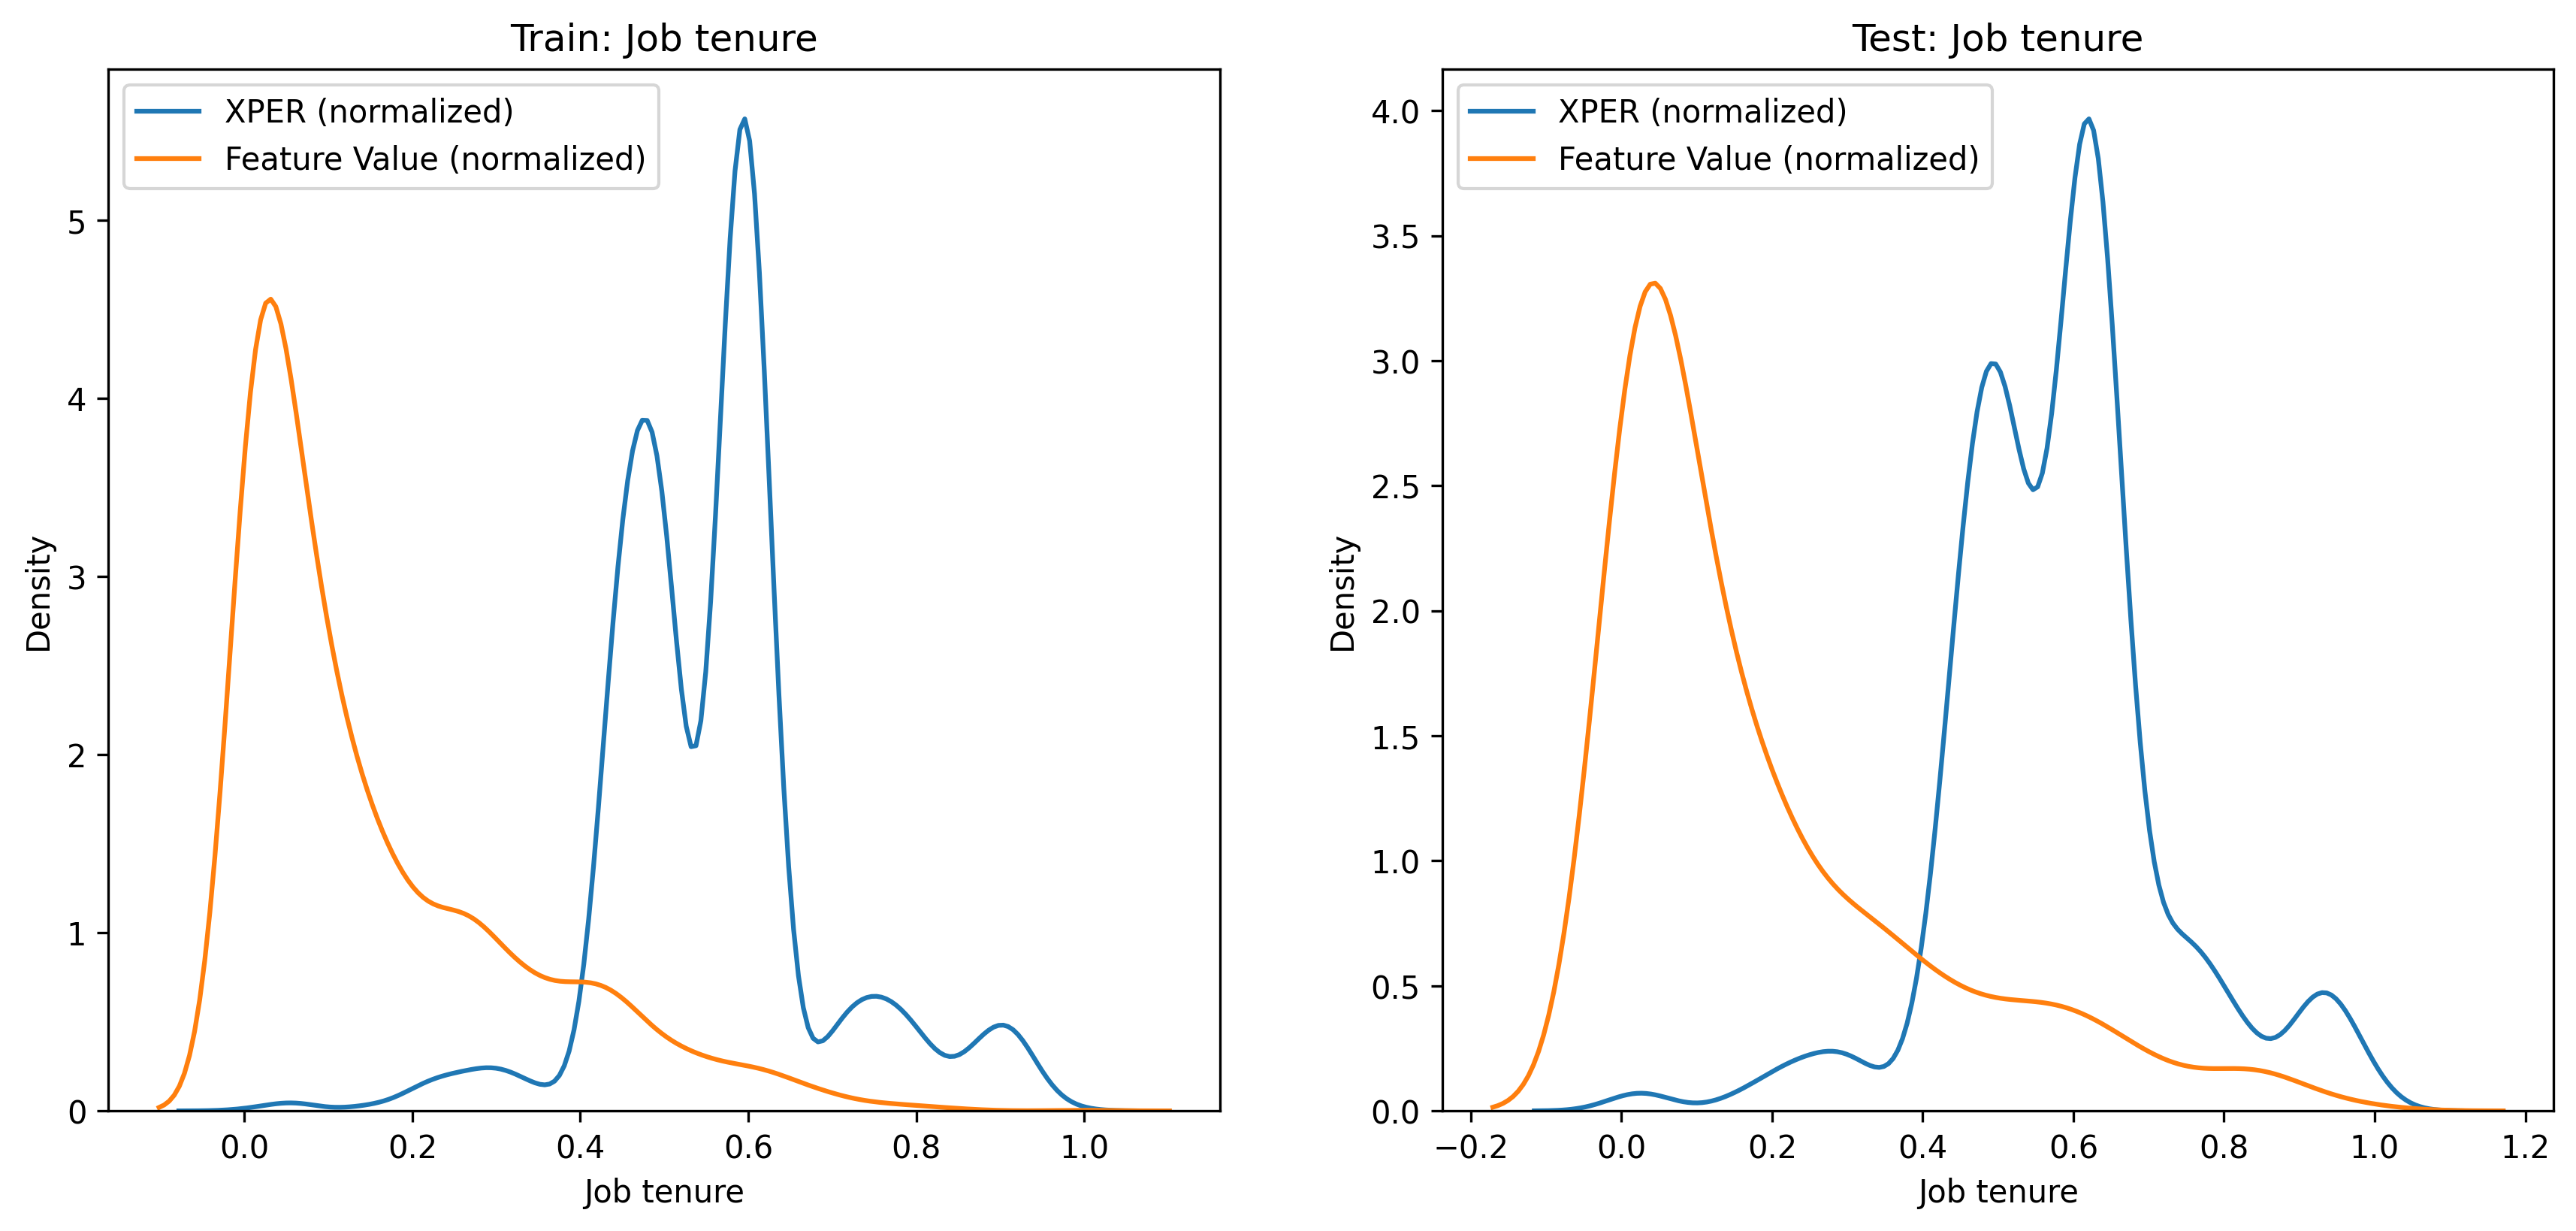 Train: Job tenure
XPER (normalized)
Feature Value (normalized)
5
4
3
2
1
0
Density
0.0 0.2 0.4 0.6 0.8 1.0
Job tenure
Test: Job tenure
XPER (normalized)
Feature Value (normalized)
4.0
3.5
3.0
2.5
2.0
1.5
1.0
0.5
0.0
Density
−0.2 0.0 0.2 0.4 0.6 0.8 1.0 1.2
Job tenure